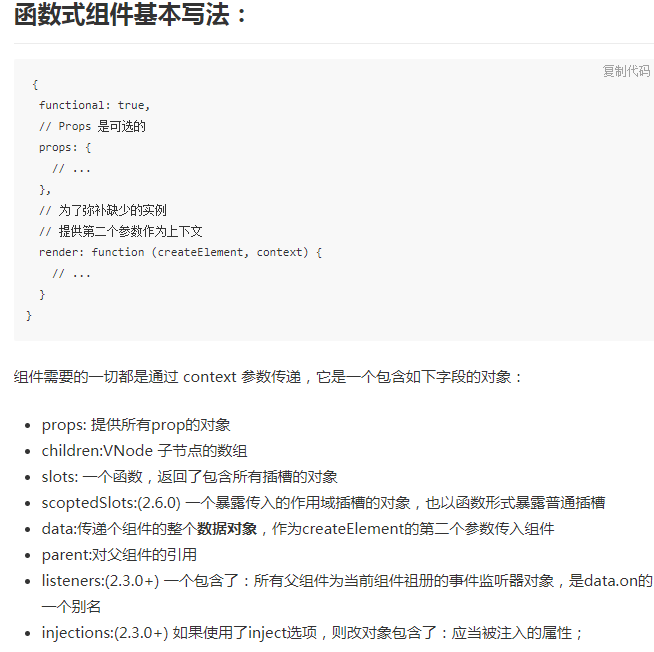 函数式组件基本写法：
复制代码
{
functional: true,
// Props 是可选的
props: {
// ...
},
// 为了弥补缺少的实例
// 提供第二个参数作为上下文
render: function (createElement, context) {
// ...
}
}
组件需要的一切都是通过 context 参数传递，它是一个包含如下字段的对象：
props: 提供所有prop的对象
children:VNode 子节点的数组
slots: 一个函数，返回了包含所有插槽的对象
scoptedSlots:(2.6.0) 一个暴露传入的作用域插槽的对象，也以函数形式暴露普通插槽
data:传递个组件的整个数据对象，作为createElement的第二个参数传入组件
parent:对父组件的引用
listeners:(2.3.0+) 一个包含了：所有父组件为当前组件祖册的事件监听器对象，是data.on的
一个别名
injections:(2.3.0+) 如果使用了inject选项，则改对象包含了：应当被注入的属性；